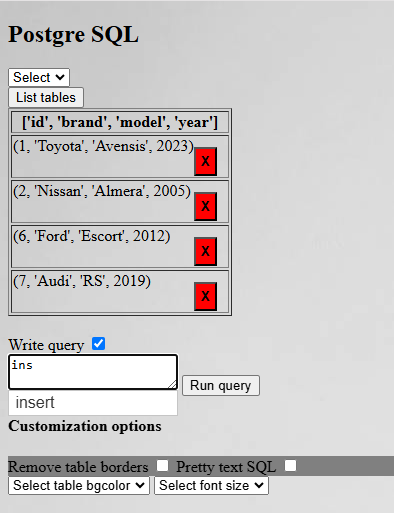 Postgre SQL
Select
List tables
['id', 'brand', 'model', 'year']
(1, 'Toyota', 'Avensis', 2023) X
(2, 'Nissan', 'Almera', 2005) X
(6, 'Ford', 'Escort', 2012) X
(7, 'Audi', 'RS', 2019) X
Write query
ins
Run query
insert
Customization options
Remove table borders Pretty text SQL
Select table bgcolor Select font size